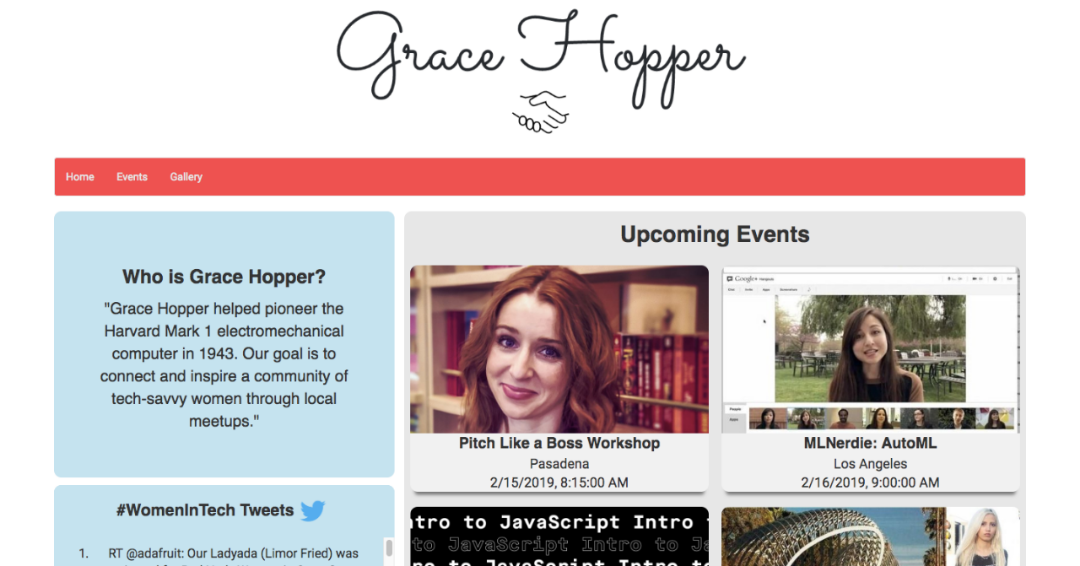 Grace Hopper
Home Events Gallery
Who is Grace Hopper?
"Grace Hopper helped pioneer the
Harvard Mark 1 electromechanical
computer in 1943. Our goal is to
connect and inspire a community of
tech-savvy women through local
meetups."
#WomenInTech Tweets
1. RT @adafruit: Our Ladyada (Limor Fried) was
Upcoming Events
Google+
Pitch Like a Boss Workshop
Pasadena
2/15/2019, 8:15:00 AM
MLNerdie: AutoML
Los Angeles
2/16/2019, 9:00:00 AM
ntro to JavaScript Intro t
to JavaScript Intro to Ja
ntro to JavaScript Intro t